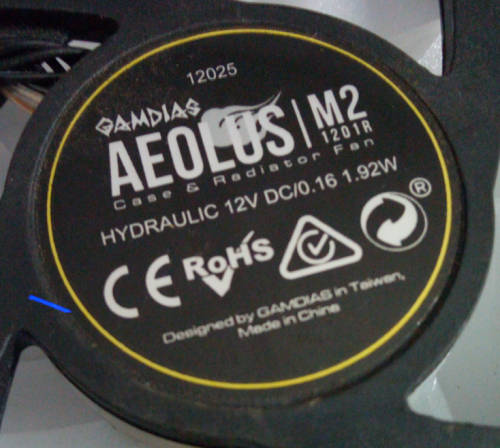 12025
GAMDIAS
AEOLUS | M2
1201R
Case & Radiator Fan
HYDRAULIC 12V DC/0.16 1.92W
CE RoHS ®
Designed by GAMDIAS in Taiwan,
Made in China